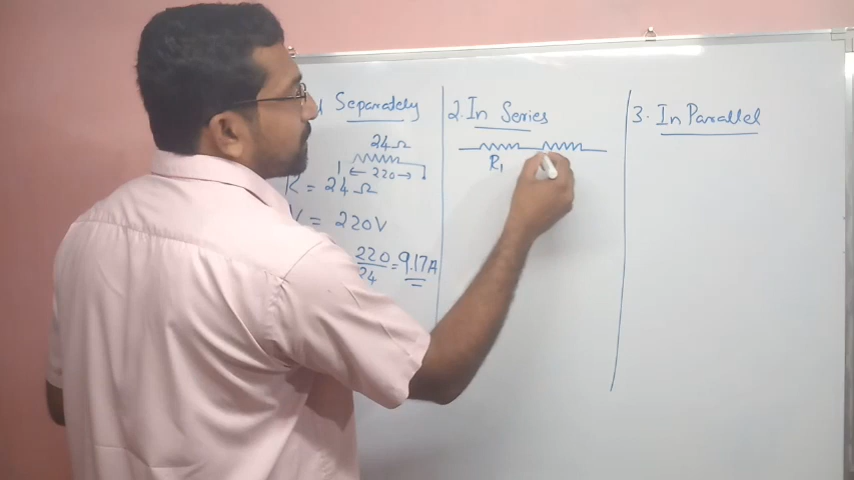 Separately
24Ω
220
R = 24Ω
V = 220V
220/24 = 9.17A
2. In Series
R1
3. In Parallel